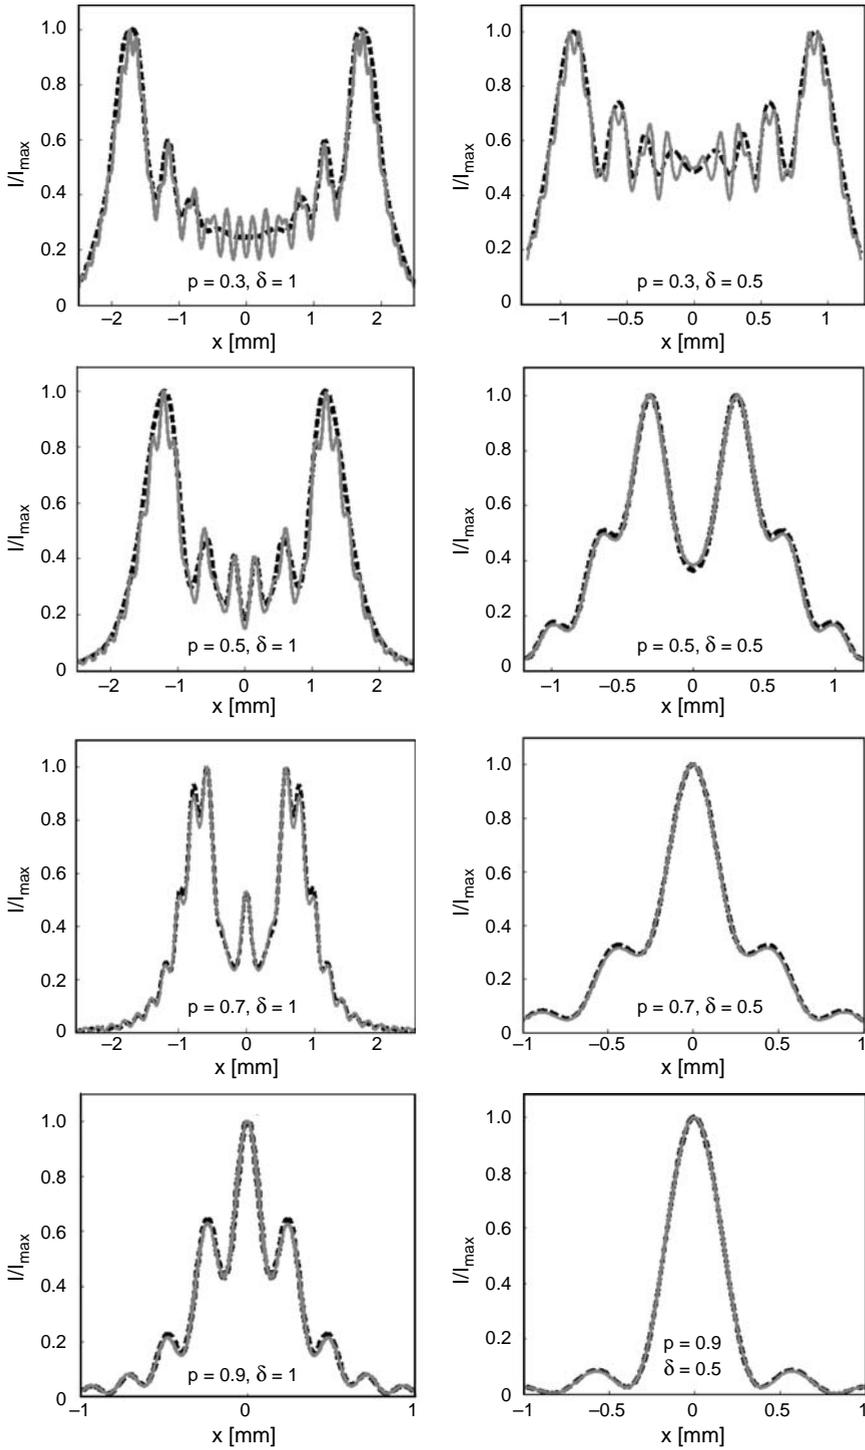 1.0
0.8
0.6
0.4
0.2
0
I/Imax
p = 0.3, δ = 1
–2 –1 0 1 2
x [mm]
1.0
0.8
0.6
0.4
0.2
0
I/Imax
p = 0.3, δ = 0.5
–1 –0.5 0 0.5 1
x [mm]
1.0
0.8
0.6
0.4
0.2
0
I/Imax
p = 0.5, δ = 1
–2 –1 0 1 2
x [mm]
1.0
0.8
0.6
0.4
0.2
0
I/Imax
p = 0.5, δ = 0.5
–1 –0.5 0 0.5 1
x [mm]
1.0
0.8
0.6
0.4
0.2
0
I/Imax
p = 0.7, δ = 1
–2 –1 0 1 2
x [mm]
1.0
0.8
0.6
0.4
0.2
0
I/Imax
p = 0.7, δ = 0.5
–1 –0.5 0 0.5 1
x [mm]
1.0
0.8
0.6
0.4
0.2
0
I/Imax
p = 0.9, δ = 1
–1 0 1
x [mm]
1.0
0.8
0.6
0.4
0.2
0
I/Imax
p = 0.9
δ = 0.5
–1 –0.5 0 0.5 1
x [mm]